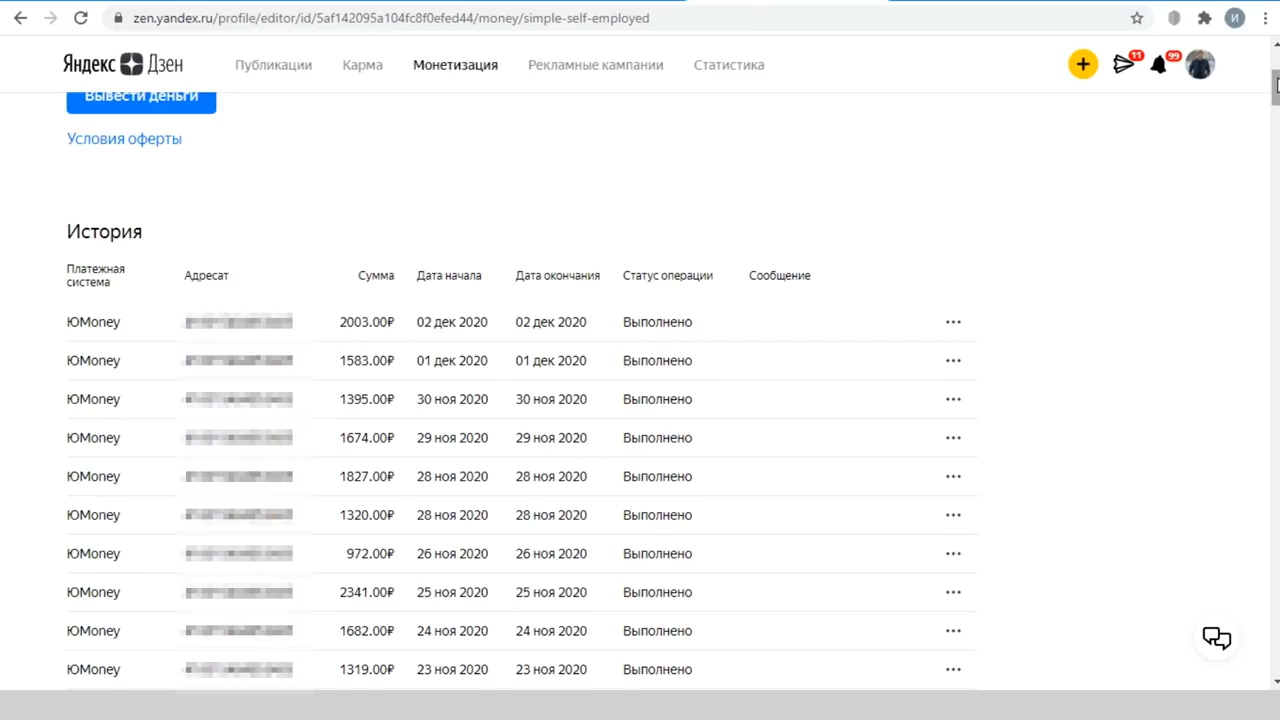 zen.yandex.ru/profile/editor/id/5af142095a104fc8f0efed44/money/simple-self-employed
И
Яндекс Дзен Публикации Карма Монетизация Рекламные кампании Статистика 11 99
Вывести деньги
Условия оферты
История
Платежная система Адресат Сумма Дата начала Дата окончания Статус операции Сообщение
ЮMoney 2003.00₽ 02 дек 2020 02 дек 2020 Выполнено
ЮMoney 1583.00₽ 01 дек 2020 01 дек 2020 Выполнено
ЮMoney 1395.00₽ 30 ноя 2020 30 ноя 2020 Выполнено
ЮMoney 1674.00₽ 29 ноя 2020 29 ноя 2020 Выполнено
ЮMoney 1827.00₽ 28 ноя 2020 28 ноя 2020 Выполнено
ЮMoney 1320.00₽ 28 ноя 2020 28 ноя 2020 Выполнено
ЮMoney 972.00₽ 26 ноя 2020 26 ноя 2020 Выполнено
ЮMoney 2341.00₽ 25 ноя 2020 25 ноя 2020 Выполнено
ЮMoney 1682.00₽ 24 ноя 2020 24 ноя 2020 Выполнено
ЮMoney 1319.00₽ 23 ноя 2020 23 ноя 2020 Выполнено